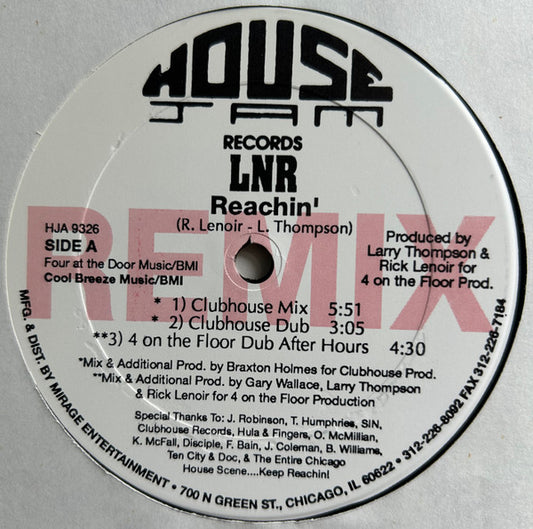 HOUSE
JAM
RECORDS
LNR
Reachin'
(R. Lenoir - L. Thompson)
REMIX
HJA 9326
SIDE A
Four at the Door Music/BMI
Cool Breeze Music/BMI
Produced by
Larry Thompson &
Rick Lenoir for
4 on the Floor Prod.
* 1) Clubhouse Mix 5:51
* 2) Clubhouse Dub 3:05
**3) 4 on the Floor Dub After Hours 4:30
*Mix & Additional Prod. by Braxton Holmes for Clubhouse Prod.
**Mix & Additional Prod. by Gary Wallace, Larry Thompson
& Rick Lenoir for 4 on the Floor Production
Special Thanks To: J. Robinson, T. Humphries, SIN,
Clubhouse Records, Hula & Fingers, O. McMillian,
K. McFall, Disciple, F. Bain, J. Coleman, B. Williams,
Ten City & Doc, & The Entire Chicago
House Scene....Keep Reachin!
MFG. & DIST. BY MIRAGE ENTERTAINMENT • 700 N GREEN ST., CHICAGO, IL 60622 • 312-226-8092 FAX 312-226-7184